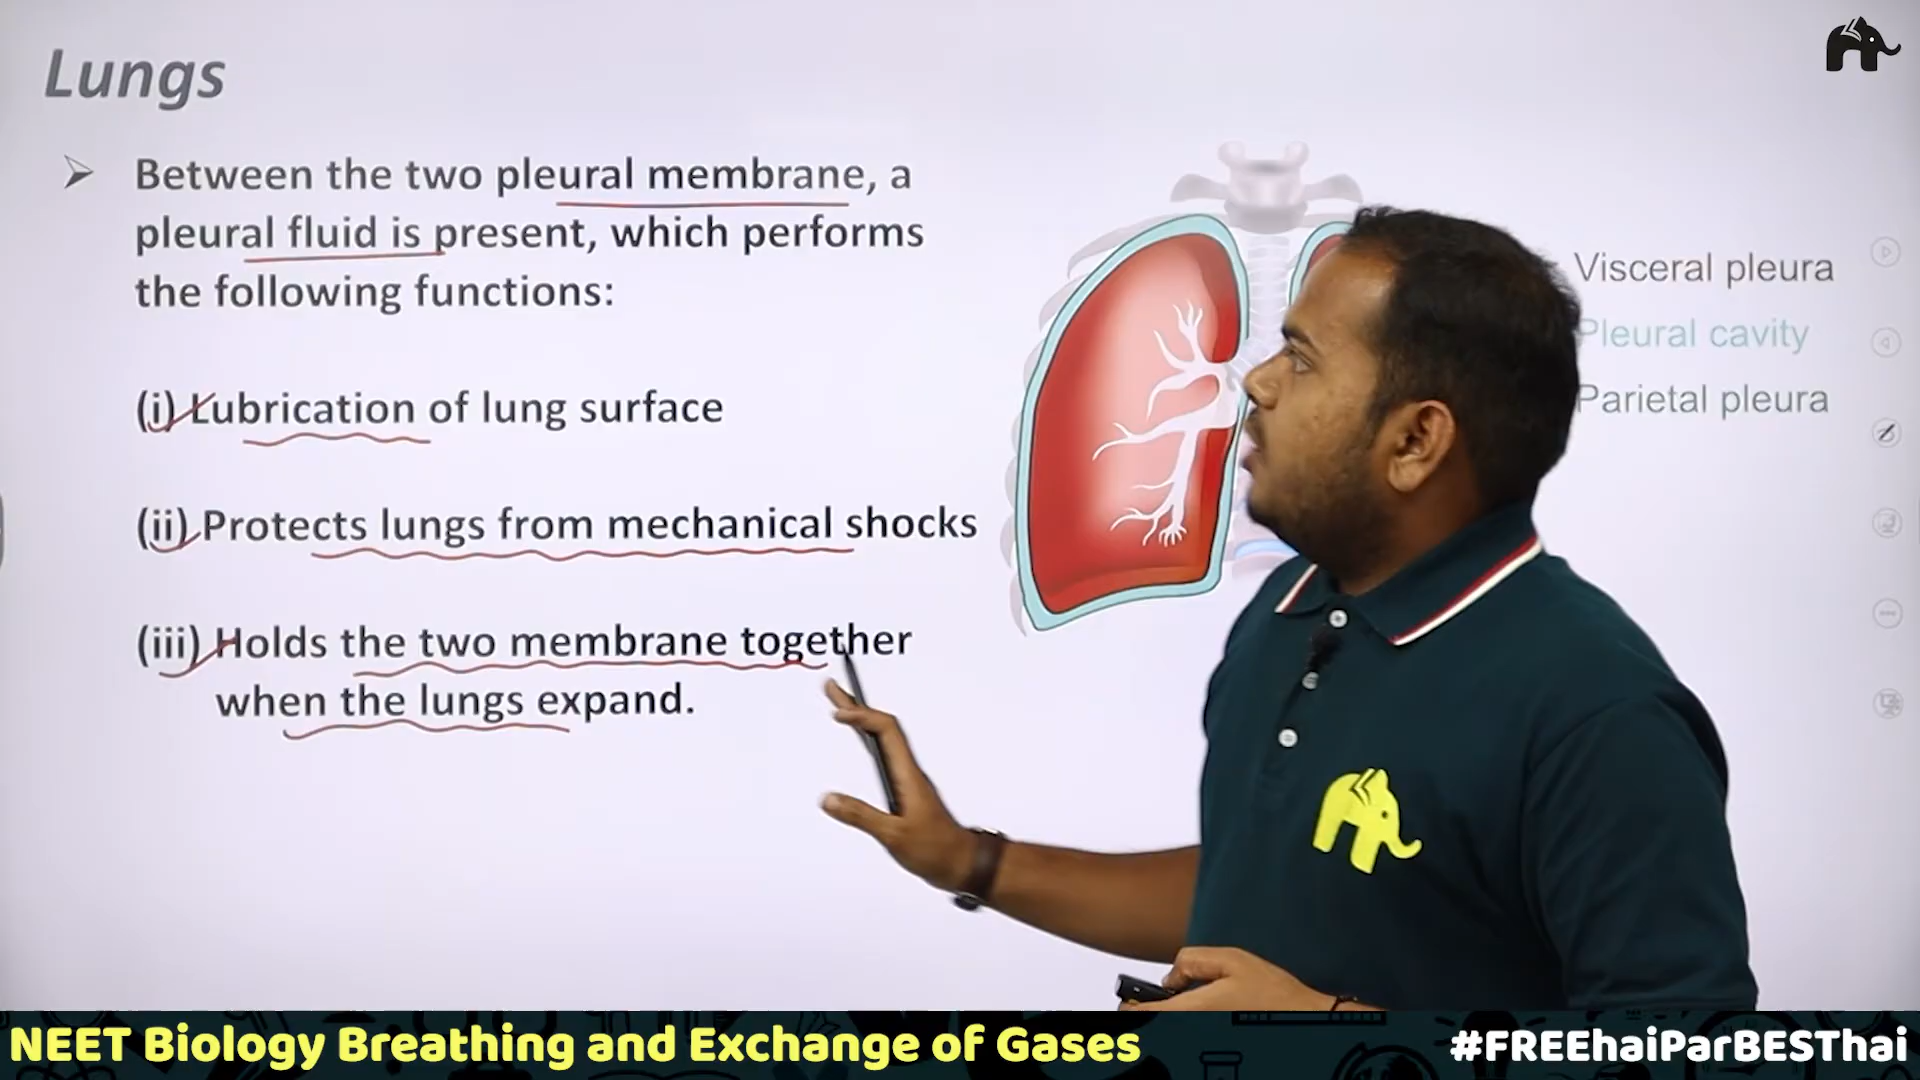 Lungs
Between the two pleural membrane, a
pleural fluid is present, which performs
the following functions:
(i) Lubrication of lung surface
(ii) Protects lungs from mechanical shocks
(iii) Holds the two membrane together
when the lungs expand.
Visceral pleura
Pleural cavity
Parietal pleura
NEET Biology Breathing and Exchange of Gases
#FREEhaiParBESThai